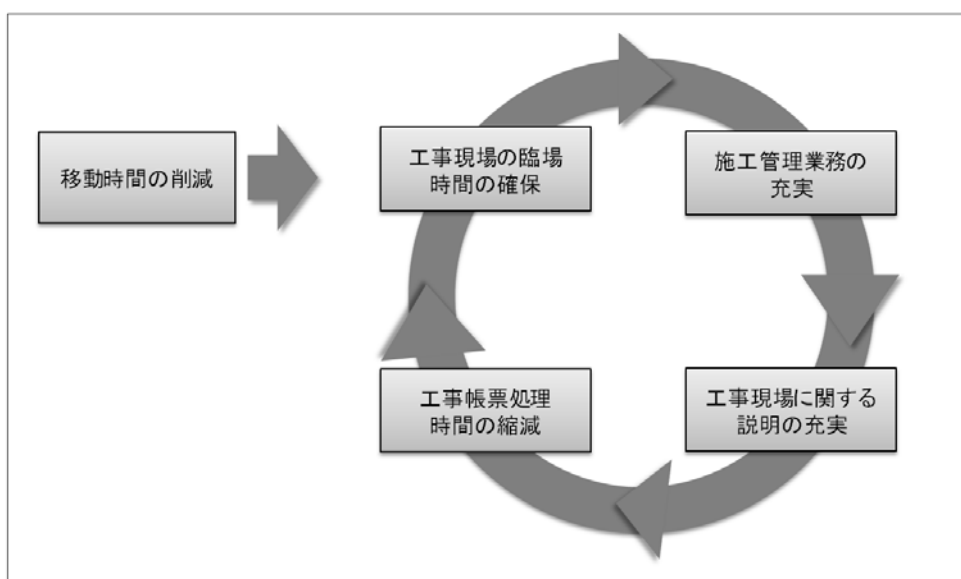 移動時間の削減
工事現場の臨場
時間の確保
施工管理業務の
充実
工事帳票処理
時間の縮減
工事現場に関する
説明の充実